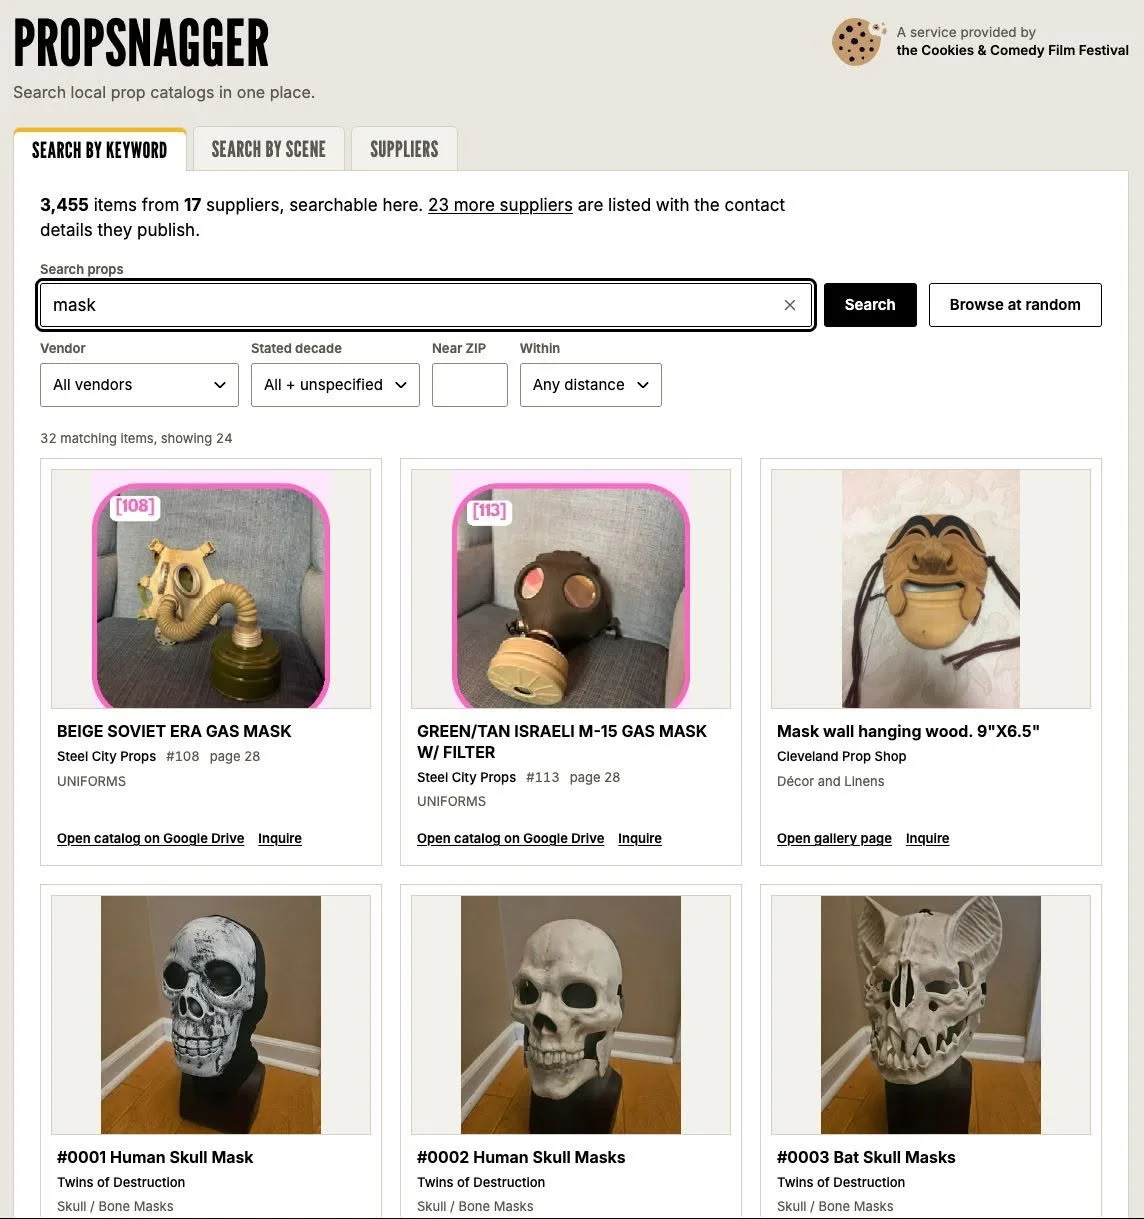 PROPSNAGGER
Search local prop catalogs in one place.
A service provided by
the Cookies & Comedy Film Festival
SEARCH BY KEYWORD
SEARCH BY SCENE
SUPPLIERS
3,455 items from 17 suppliers, searchable here. 23 more suppliers are listed with the contact
details they publish.
Search props
mask
Search
Browse at random
Vendor
Stated decade
Near ZIP
Within
All vendors
All + unspecified
Any distance
32 matching items, showing 24
[108]
BEIGE SOVIET ERA GAS MASK
Steel City Props #108 page 28
UNIFORMS
Open catalog on Google Drive Inquire
[113]
GREEN/TAN ISRAELI M-15 GAS MASK
W/ FILTER
Steel City Props #113 page 28
UNIFORMS
Open catalog on Google Drive Inquire
Mask wall hanging wood. 9"X6.5"
Cleveland Prop Shop
Décor and Linens
Open gallery page Inquire
#0001 Human Skull Mask
Twins of Destruction
Skull / Bone Masks
#0002 Human Skull Masks
Twins of Destruction
Skull / Bone Masks
#0003 Bat Skull Masks
Twins of Destruction
Skull / Bone Masks